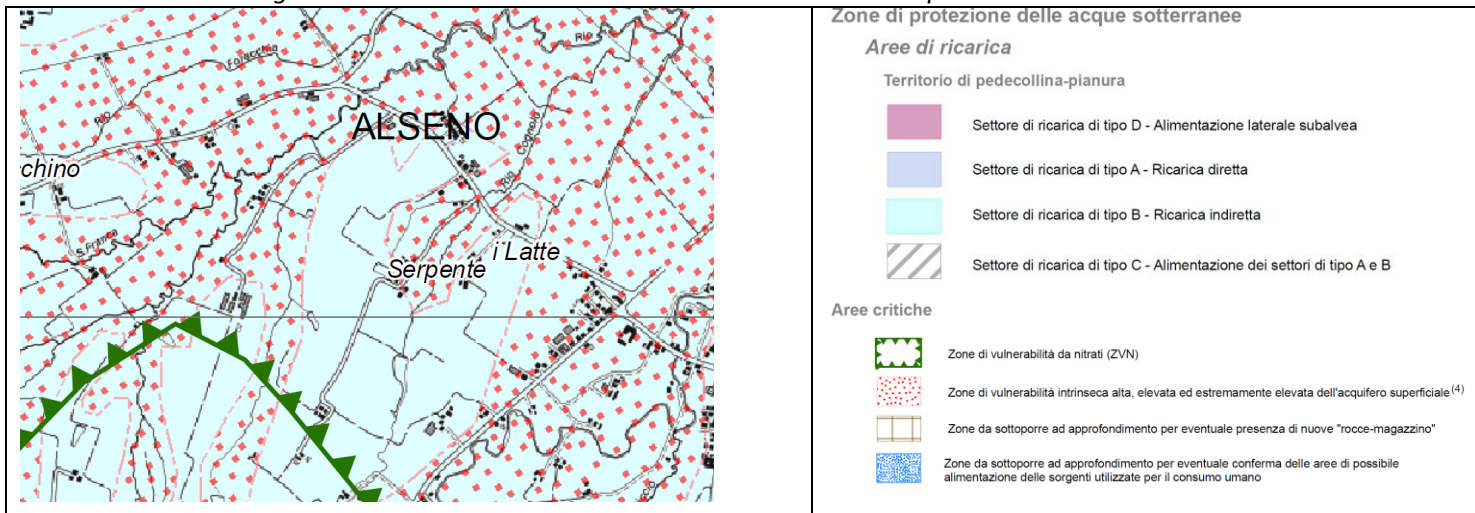 Rio
Falacchia
Rio
ALSENO
Cognola
Rio
chino
i Latte
Serpente
Zone di protezione delle acque sotterranee
Aree di ricarica
Territorio di pedecollina-pianura
Settore di ricarica di tipo D - Alimentazione laterale subalvea
Settore di ricarica di tipo A - Ricarica diretta
Settore di ricarica di tipo B - Ricarica indiretta
Settore di ricarica di tipo C - Alimentazione dei settori di tipo A e B
Aree critiche
Zone di vulnerabilità da nitrati (ZVN)
Zone di vulnerabilità intrinseca alta, elevata ed estremamente elevata dell'acquifero superficiale (4)
Zone da sottoporre ad approfondimento per eventuale presenza di nuove "rocce-magazzino"
Zone da sottoporre ad approfondimento per eventuale conferma delle aree di possibile
alimentazione delle sorgenti utilizzate per il consumo umano